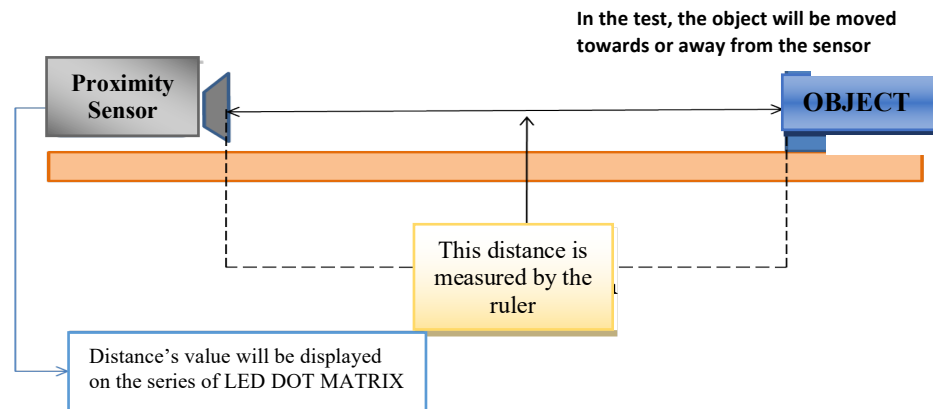 In the test, the object will be moved
towards or away from the sensor
Proximity
Sensor
OBJECT
This distance is
measured by the
ruler
Distance's value will be displayed
on the series of LED DOT MATRIX